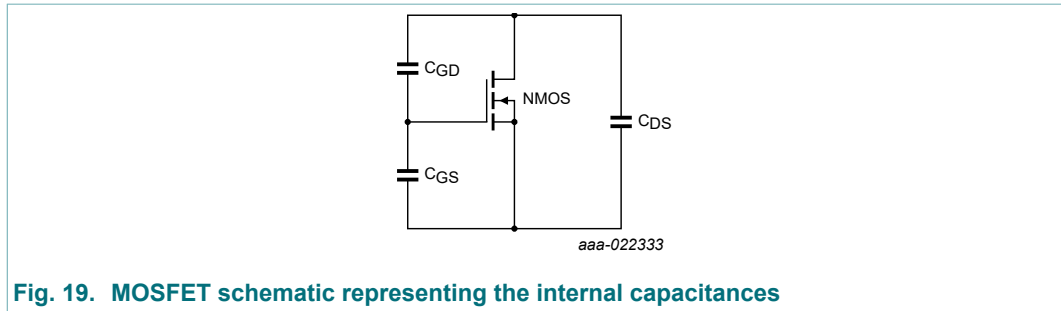 CGD
NMOS
CDS
CGS
aaa-022333
Fig. 19. MOSFET schematic representing the internal capacitances